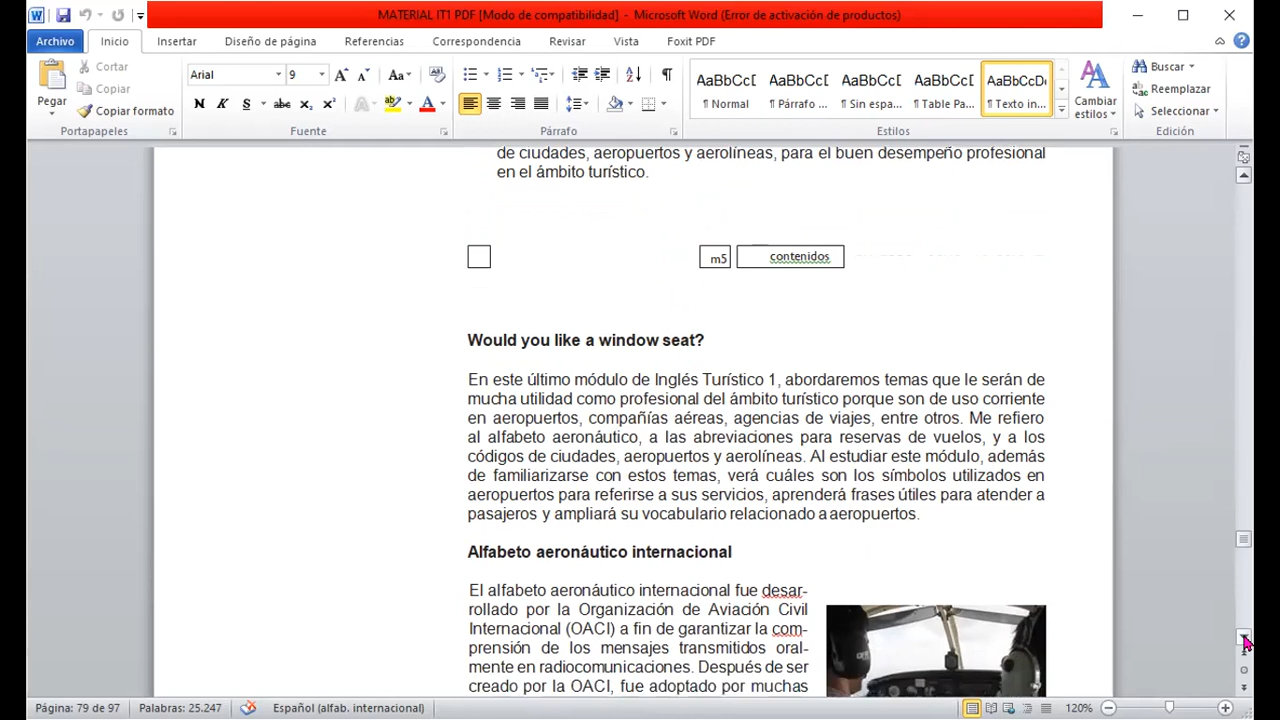 MATERIAL IT1 PDF [Modo de compatibilidad] - Microsoft Word (Error de activación de productos)
Archivo Inicio Insertar Diseño de página Referencias Correspondencia Revisar Vista Foxit PDF
Pegar
Cortar
Copiar
Copiar formato
Portapapeles
Arial 9
Fuente
Párrafo
AaBbCc[ AaBbCc[ AaBbCc[ AaBbCc[ AaBbCcDı
¶ Normal ¶ Párrafo ... ¶ Sin espa... ¶ Table Pa... ¶ Texto in...
Cambiar estilos
Estilos
Buscar
Reemplazar
Seleccionar
Edición
de ciudades, aeropuertos y aerolíneas, para el buen desempeño profesional
en el ámbito turístico.
m5 contenidos
Would you like a window seat?
En este último módulo de Inglés Turístico 1, abordaremos temas que le serán de
mucha utilidad como profesional del ámbito turístico porque son de uso corriente
en aeropuertos, compañías aéreas, agencias de viajes, entre otros. Me refiero
al alfabeto aeronáutico, a las abreviaciones para reservas de vuelos, y a los
códigos de ciudades, aeropuertos y aerolíneas. Al estudiar este módulo, además
de familiarizarse con estos temas, verá cuáles son los símbolos utilizados en
aeropuertos para referirse a sus servicios, aprenderá frases útiles para atender a
pasajeros y ampliará su vocabulario relacionado a aeropuertos.
Alfabeto aeronáutico internacional
El alfabeto aeronáutico internacional fue desar-
rollado por la Organización de Aviación Civil
Internacional (OACI) a fin de garantizar la com-
prensión de los mensajes transmitidos oral-
mente en radiocomunicaciones. Después de ser
creado por la OACI, fue adoptado por muchas
Página: 79 de 97 Palabras: 25.247 Español (alfab. internacional) 120%